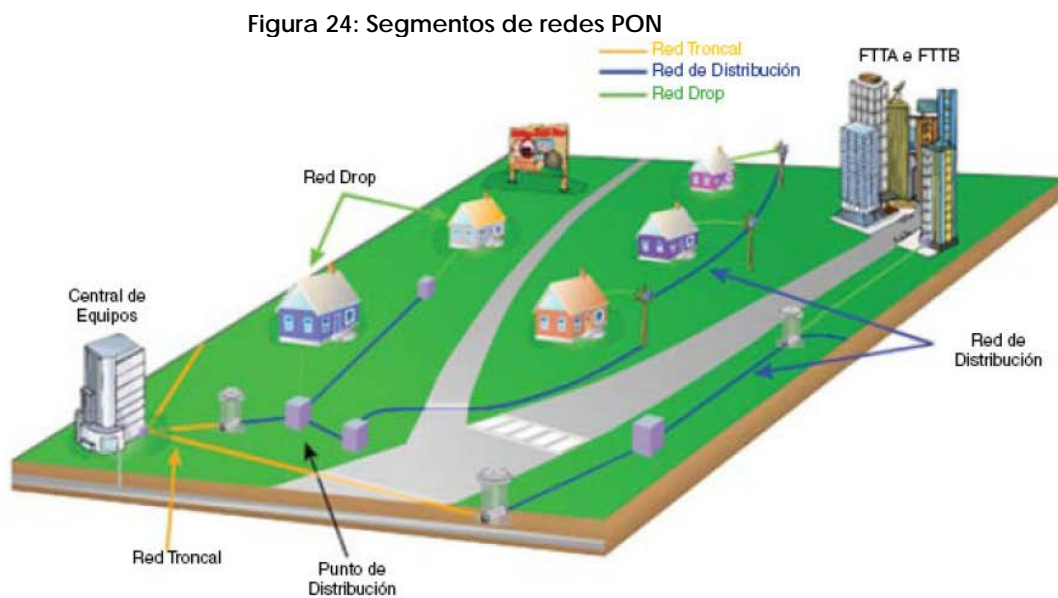 Figura 24: Segmentos de redes PON
Red Troncal
Red de Distribución
Red Drop
FTTA e FTTB
Red Drop
Central de
Equipos
Red de
Distribución
Red Troncal
Punto de
Distribución